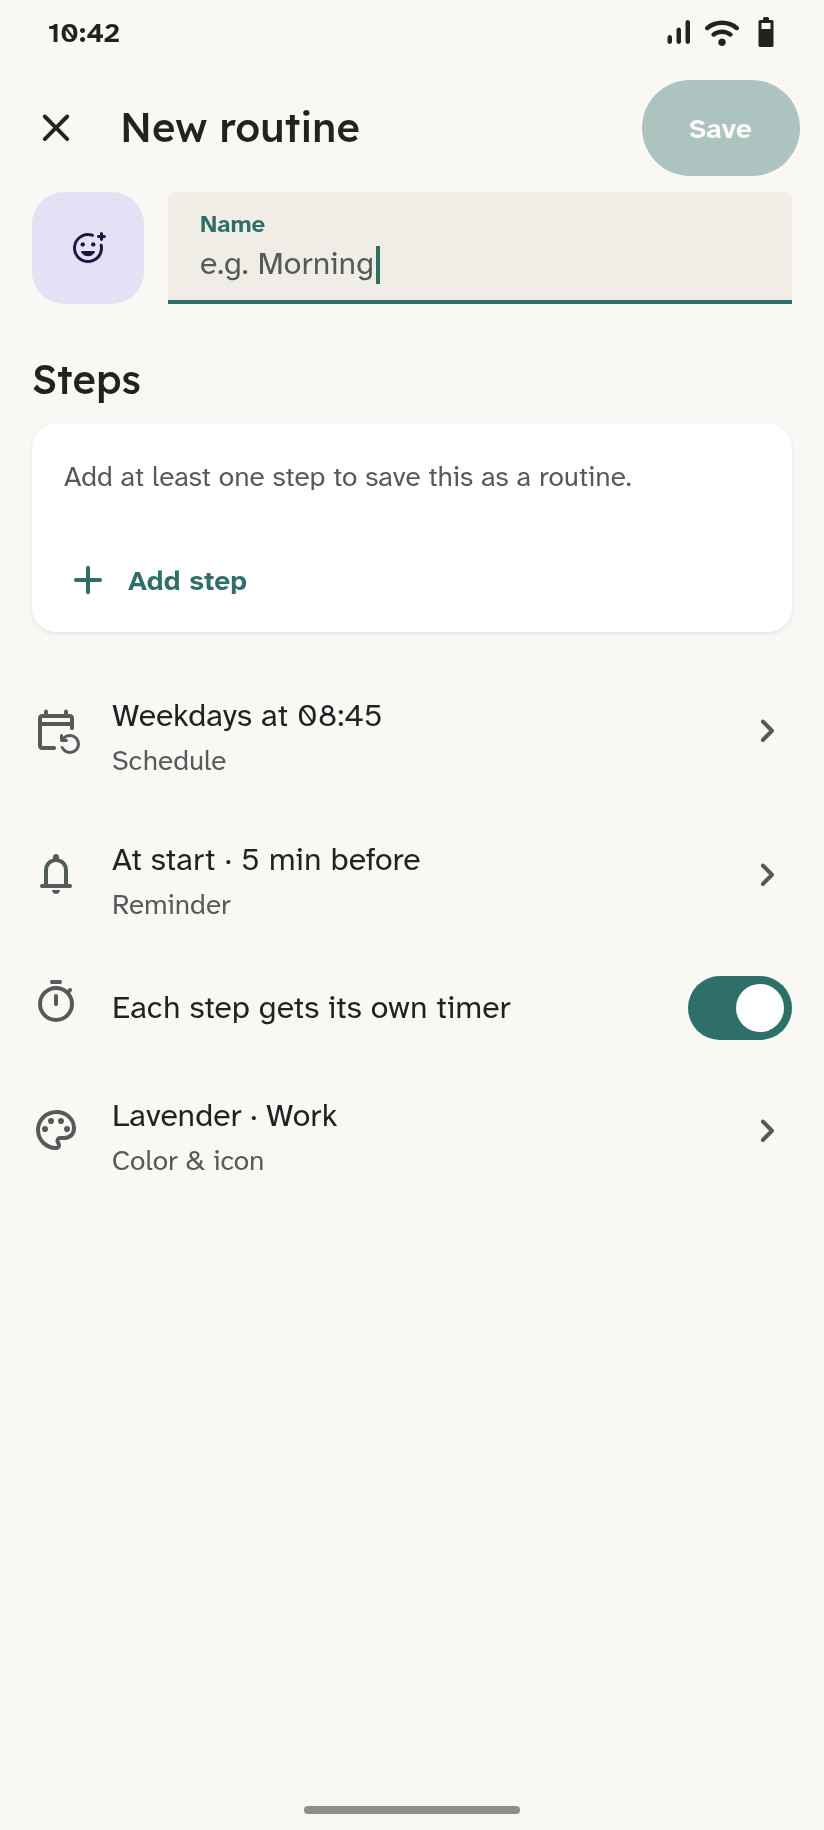 10:42
New routine
Save
Name
e.g. Morning
Steps
Add at least one step to save this as a routine.
Add step
Weekdays at 08:45
Schedule
At start · 5 min before
Reminder
Each step gets its own timer
Lavender · Work
Color & icon